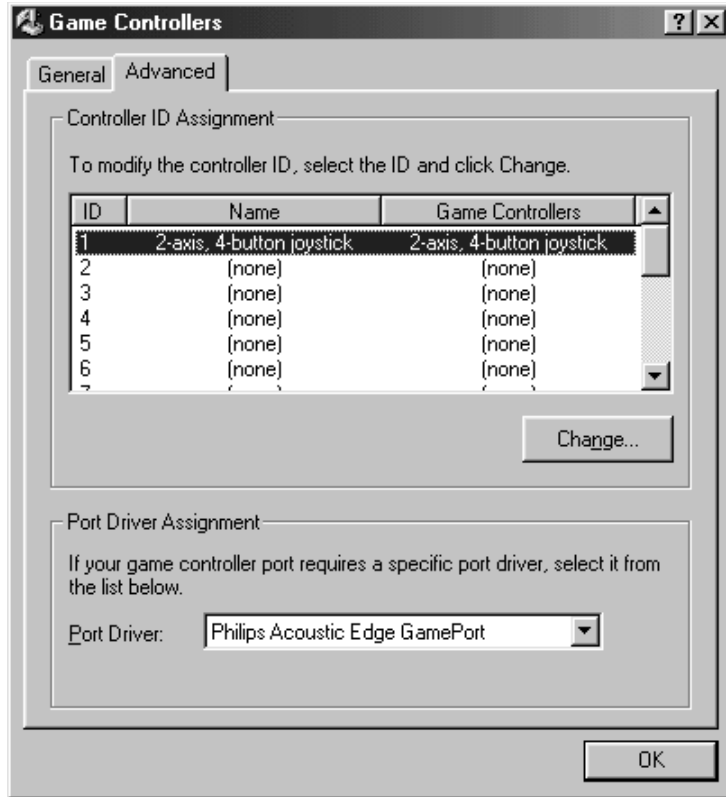 Game Controllers
General
Advanced
Controller ID Assignment
To modify the controller ID, select the ID and click Change.
ID Name Game Controllers
1 2-axis, 4-button joystick 2-axis, 4-button joystick
2 (none) (none)
3 (none) (none)
4 (none) (none)
5 (none) (none)
6 (none) (none)
Change...
Port Driver Assignment
If your game controller port requires a specific port driver, select it from
the list below.
Port Driver: Philips Acoustic Edge GamePort
OK